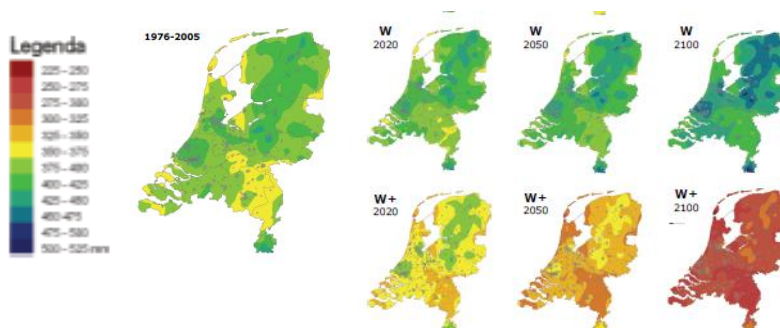 Legenda
225 – 250
250 – 275
275 – 300
300 – 325
325 – 350
350 – 375
375 – 400
400 – 425
425 – 450
450 – 475
475 – 500
500 – 525 mm
1976-2005
W
2020
W
2050
W
2100
W+
2020
W+
2050
W+
2100